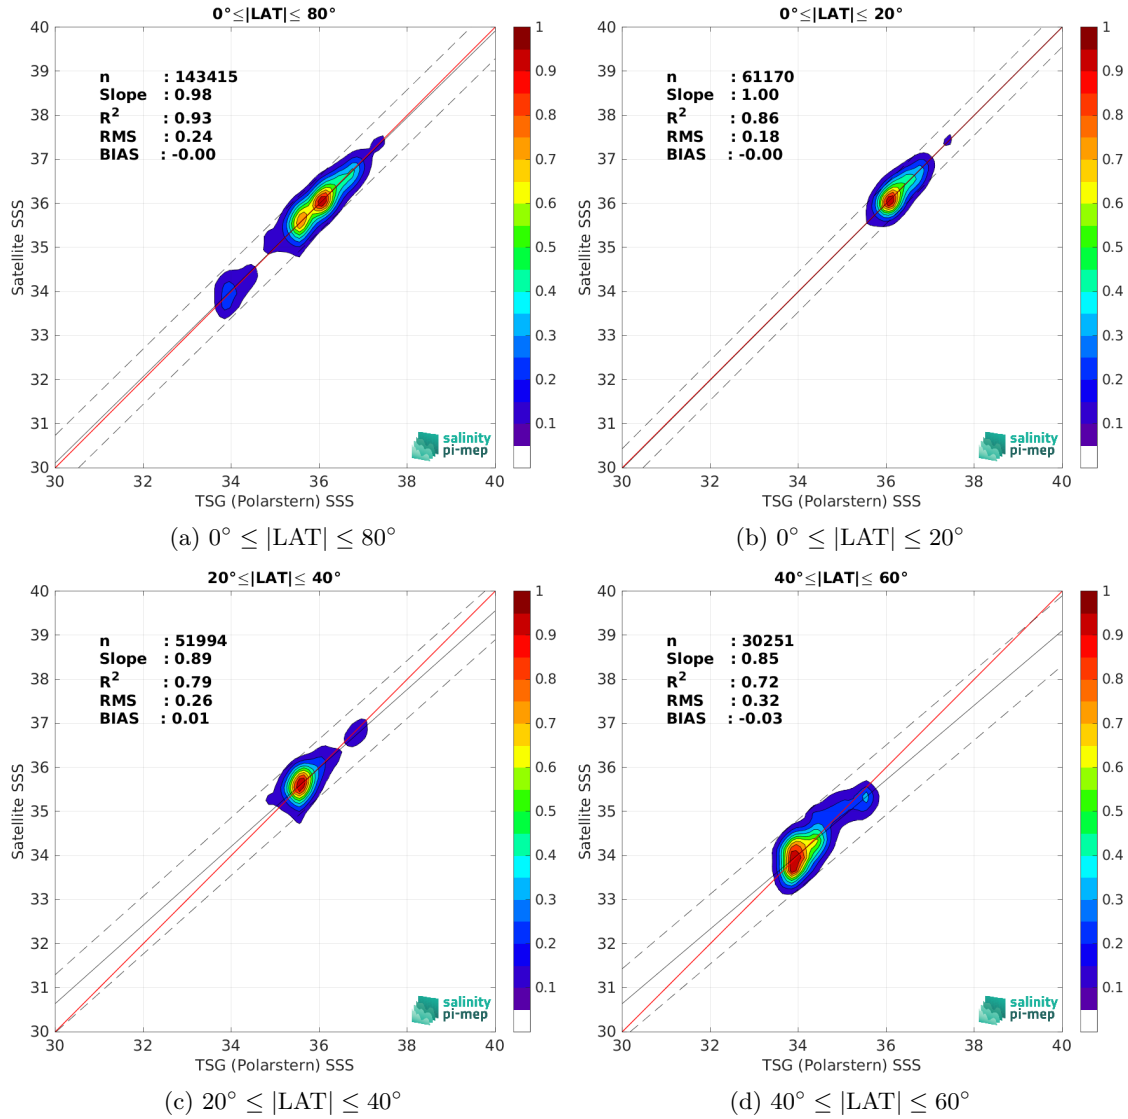 0°≤|LAT|≤ 80°
n : 143415
Slope : 0.98
R² : 0.93
RMS : 0.24
BIAS : -0.00
Satellite SSS
40
39
38
37
36
35
34
33
32
31
30
30 32 34 36 38 40
TSG (Polarstern) SSS
1
0.9
0.8
0.7
0.6
0.5
0.4
0.3
0.2
0.1
salinity
pi-mep
(a) 0° ≤ |LAT| ≤ 80°
0°≤|LAT|≤ 20°
n : 61170
Slope : 1.00
R² : 0.86
RMS : 0.18
BIAS : -0.00
Satellite SSS
40
39
38
37
36
35
34
33
32
31
30
30 32 34 36 38 40
TSG (Polarstern) SSS
1
0.9
0.8
0.7
0.6
0.5
0.4
0.3
0.2
0.1
salinity
pi-mep
(b) 0° ≤ |LAT| ≤ 20°
20°≤|LAT|≤ 40°
n : 51994
Slope : 0.89
R² : 0.79
RMS : 0.26
BIAS : 0.01
Satellite SSS
40
39
38
37
36
35
34
33
32
31
30
30 32 34 36 38 40
TSG (Polarstern) SSS
1
0.9
0.8
0.7
0.6
0.5
0.4
0.3
0.2
0.1
salinity
pi-mep
(c) 20° ≤ |LAT| ≤ 40°
40°≤|LAT|≤ 60°
n : 30251
Slope : 0.85
R² : 0.72
RMS : 0.32
BIAS : -0.03
Satellite SSS
40
39
38
37
36
35
34
33
32
31
30
30 32 34 36 38 40
TSG (Polarstern) SSS
1
0.9
0.8
0.7
0.6
0.5
0.4
0.3
0.2
0.1
salinity
pi-mep
(d) 40° ≤ |LAT| ≤ 60°